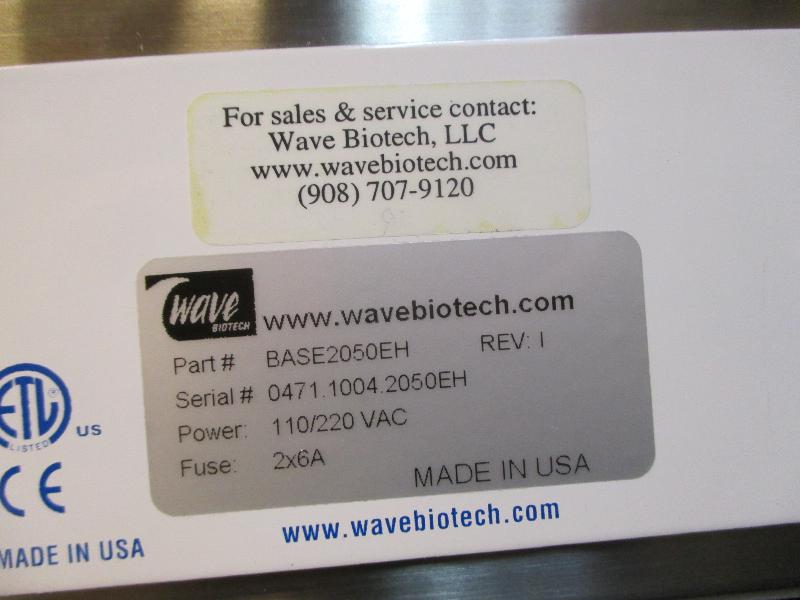 For sales & service contact:
Wave Biotech, LLC
www.wavebiotech.com
(908) 707-9120
wave
BIOTECH
www.wavebiotech.com
Part # BASE2050EH REV: I
Serial # 0471.1004.2050EH
Power: 110/220 VAC
Fuse: 2x6A
MADE IN USA
ETL
LISTED
US
CE
MADE IN USA
www.wavebiotech.com